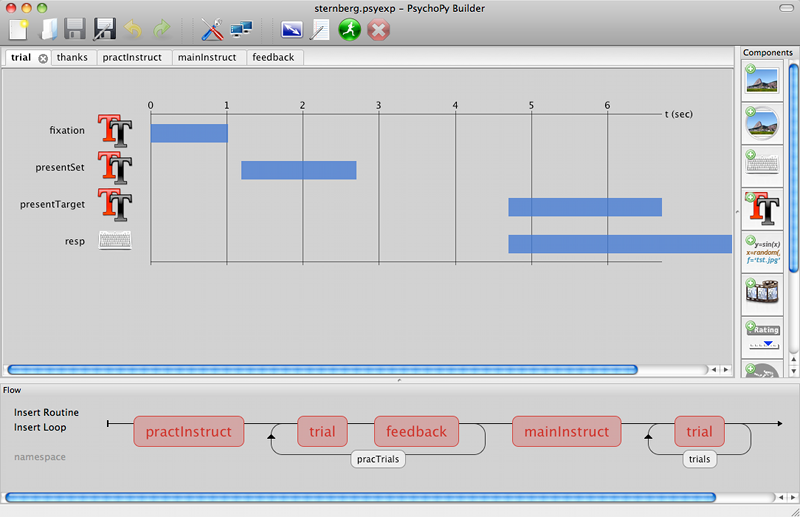 sternberg.psyexp - PsychoPy Builder
trial thanks practInstruct mainInstruct feedback
Components
0 1 2 3 4 5 6
t (sec)
fixation
presentSet
presentTarget
resp
y=sin(x)
x=random(,
f='tst.jpg'
Rating
Flow
Insert Routine
Insert Loop
namespace
practInstruct trial feedback mainInstruct trial
pracTrials trials